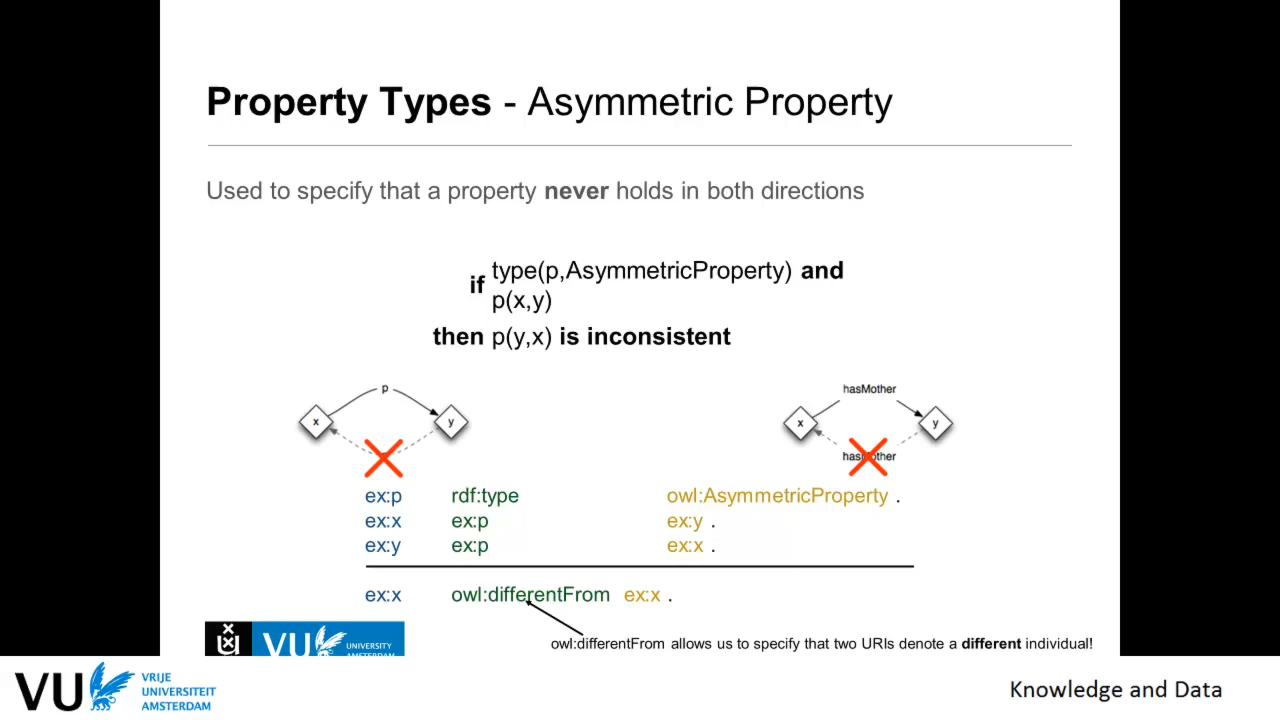 Property Types - Asymmetric Property
Used to specify that a property never holds in both directions
if type(p,AsymmetricProperty) and
p(x,y)
then p(y,x) is inconsistent
p
x y
hasMother
x y
hasMother
ex:p rdf:type owl:AsymmetricProperty .
ex:x ex:p ex:y .
ex:y ex:p ex:x .
ex:x owl:differentFrom ex:x .
owl:differentFrom allows us to specify that two URIs denote a different individual!
VU UNIVERSITY
AMSTERDAM
VU VRIJE
UNIVERSITEIT
AMSTERDAM
Knowledge and Data